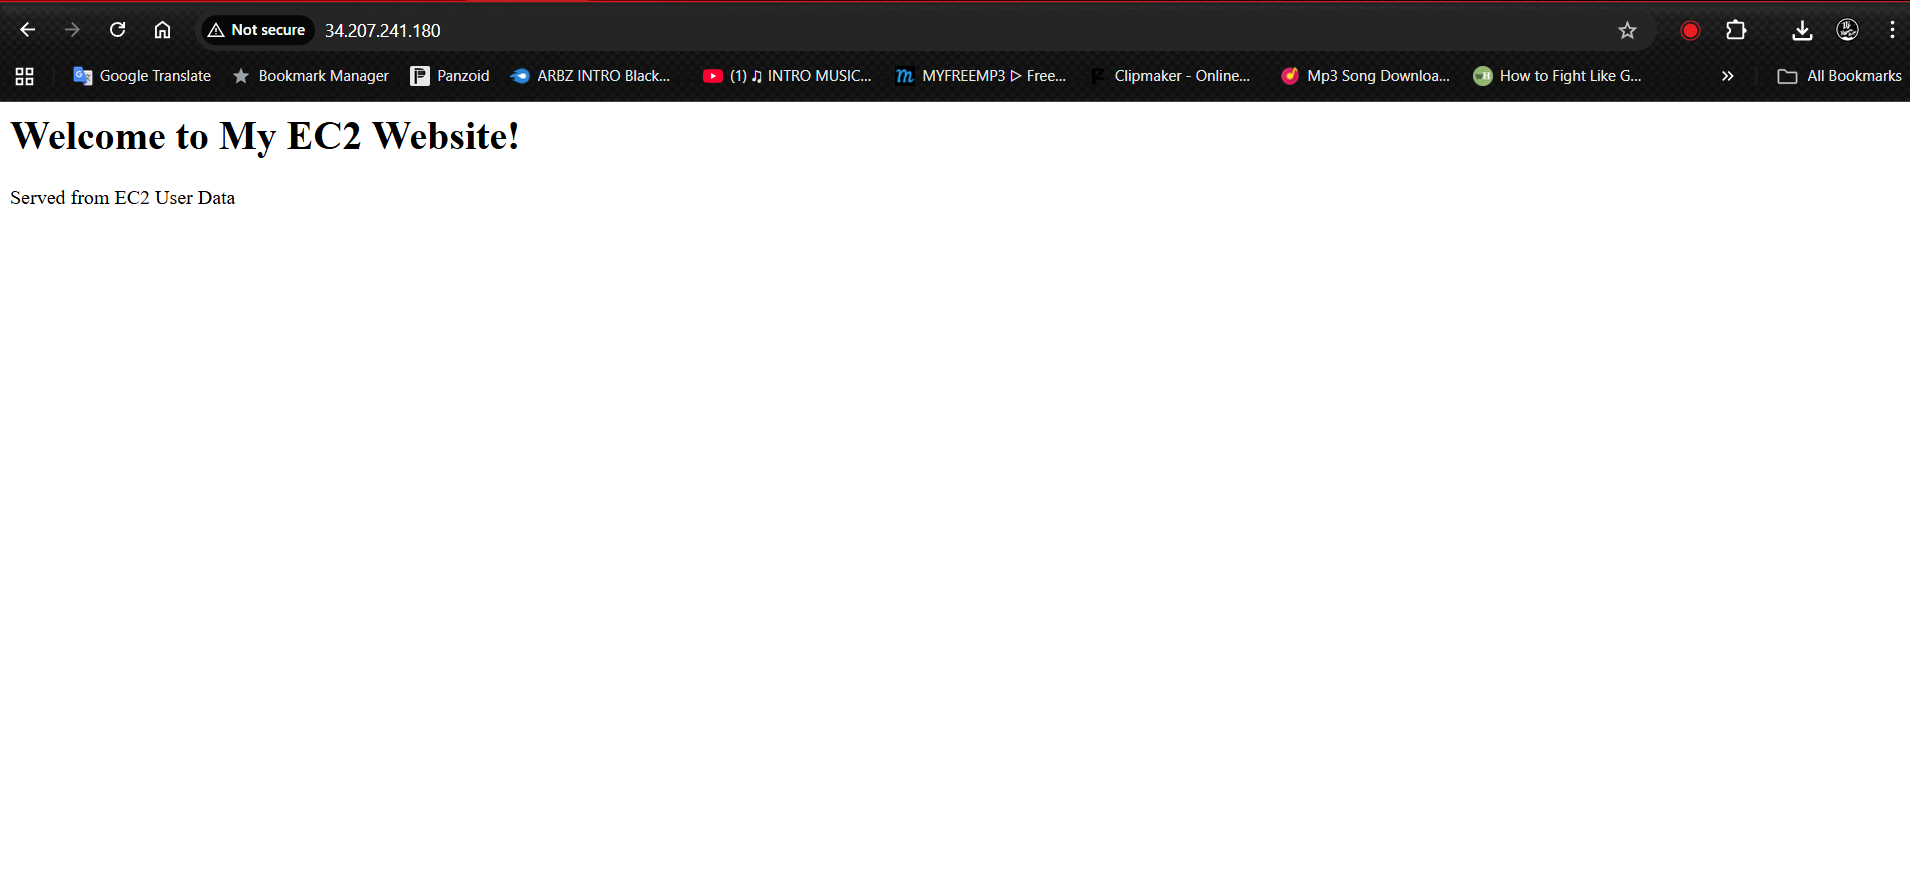 Not secure 34.207.241.180
Google Translate Bookmark Manager Panzoid ARBZ INTRO Black... (1) ♫ INTRO MUSIC... MYFREEMP3 ▷ Free... Clipmaker - Online... Mp3 Song Downloa... How to Fight Like G... » All Bookmarks
Welcome to My EC2 Website!
Served from EC2 User Data